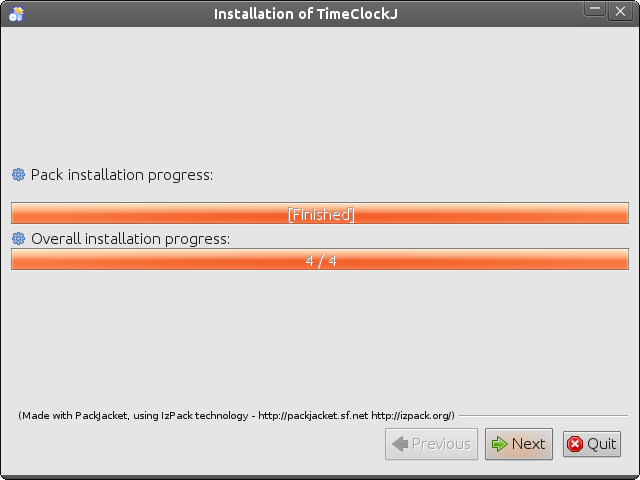 Installation of TimeClockJ
Pack installation progress:
[Finished]
Overall installation progress:
4 / 4
(Made with PackJacket, using IzPack technology - http://packjacket.sf.net http://izpack.org/)
Previous
Next
Quit